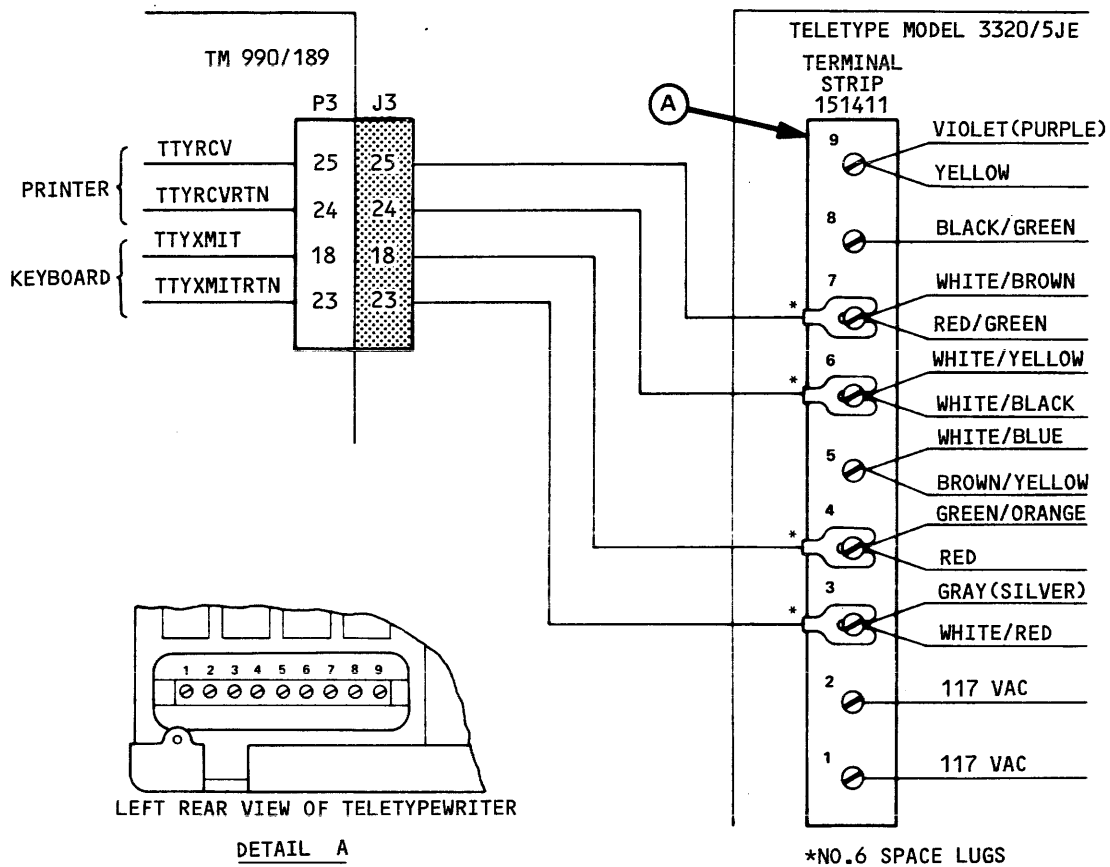 TM 990/189
P3 J3
PRINTER
TTYRCV 25 25
TTYRCVRTN 24 24
KEYBOARD
TTYXMIT 18 18
TTYXMITRTN 23 23
TELETYPE MODEL 3320/5JE
TERMINAL
STRIP
151411
A
9
VIOLET(PURPLE)
YELLOW
8
BLACK/GREEN
7
*
WHITE/BROWN
RED/GREEN
6
*
WHITE/YELLOW
WHITE/BLACK
5
WHITE/BLUE
BROWN/YELLOW
4
*
GREEN/ORANGE
RED
3
*
GRAY(SILVER)
WHITE/RED
2
117 VAC
1
117 VAC
*NO.6 SPACE LUGS
1 2 3 4 5 6 7 8 9
LEFT REAR VIEW OF TELETYPEWRITER
DETAIL A